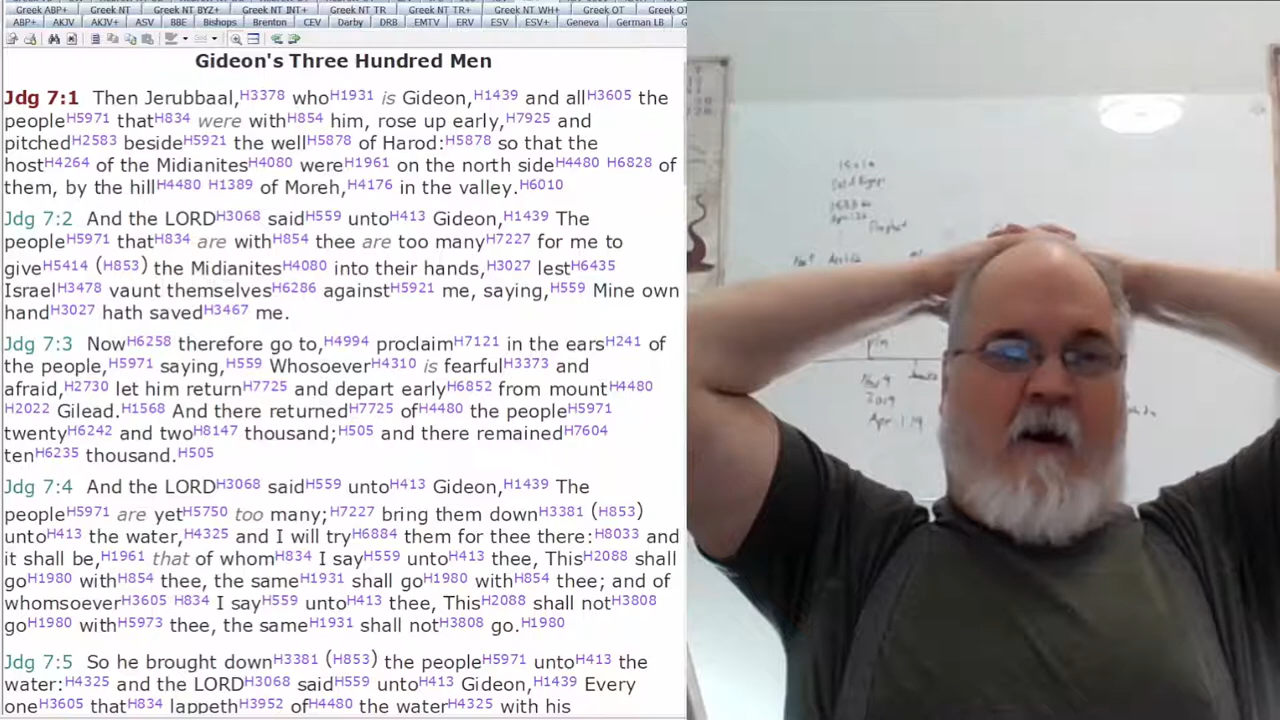 Greek ABP+ Greek NT Greek NT BYZ+ Greek NT INT+ Greek NT TR Greek NT TR+ Greek NT WH+ Greek OT Greek OT
ABP+ AKJV AKJV+ ASV BBE Bishops Brenton CEV Darby DRB EMTV ERV ESV ESV+ Geneva German LB G
Gideon's Three Hundred Men
Jdg 7:1 Then Jerubbaal,H3378 whoH1931 is Gideon,H1439 and allH3605 the
peopleH5971 thatH834 were withH854 him, rose up early,H7925 and
pitchedH2583 besideH5921 the wellH5878 of Harod:H5878 so that the
hostH4264 of the MidianitesH4080 wereH1961 on the north sideH4480 H6828 of
them, by the hillH4480 H1389 of Moreh,H4176 in the valley.H6010
Jdg 7:2 And the LORDH3068 saidH559 untoH413 Gideon,H1439 The
peopleH5971 thatH834 are withH854 thee are too manyH7227 for me to
giveH5414 (H853) the MidianitesH4080 into their hands,H3027 lestH6435
IsraelH3478 vaunt themselvesH6286 againstH5921 me, saying,H559 Mine own
handH3027 hath savedH3467 me.
Jdg 7:3 NowH6258 therefore go to,H4994 proclaimH7121 in the earsH241 of
the people,H5971 saying,H559 WhosoeverH4310 is fearfulH3373 and
afraid,H2730 let him returnH7725 and depart earlyH6852 from mountH4480
H2022 Gilead.H1568 And there returnedH7725 ofH4480 the peopleH5971
twentyH6242 and twoH8147 thousand;H505 and there remainedH7604
tenH6235 thousand.H505
Jdg 7:4 And the LORDH3068 saidH559 untoH413 Gideon,H1439 The
peopleH5971 are yetH5750 too many;H7227 bring them downH3381 (H853)
untoH413 the water,H4325 and I will tryH6884 them for thee there:H8033 and
it shall be,H1961 that of whomH834 I sayH559 untoH413 thee, ThisH2088 shall
goH1980 withH854 thee, the sameH1931 shall goH1980 withH854 thee; and of
whomsoeverH3605 H834 I sayH559 untoH413 thee, ThisH2088 shall notH3808
goH1980 withH5973 thee, the sameH1931 shall notH3808 go.H1980
Jdg 7:5 So he brought downH3381 (H853) the peopleH5971 untoH413 the
water:H4325 and the LORDH3068 saidH559 untoH413 Gideon,H1439 Every
oneH3605 thatH834 lappethH3952 ofH4480 the waterH4325 with his
Nov 9
2019
Apr 1 19